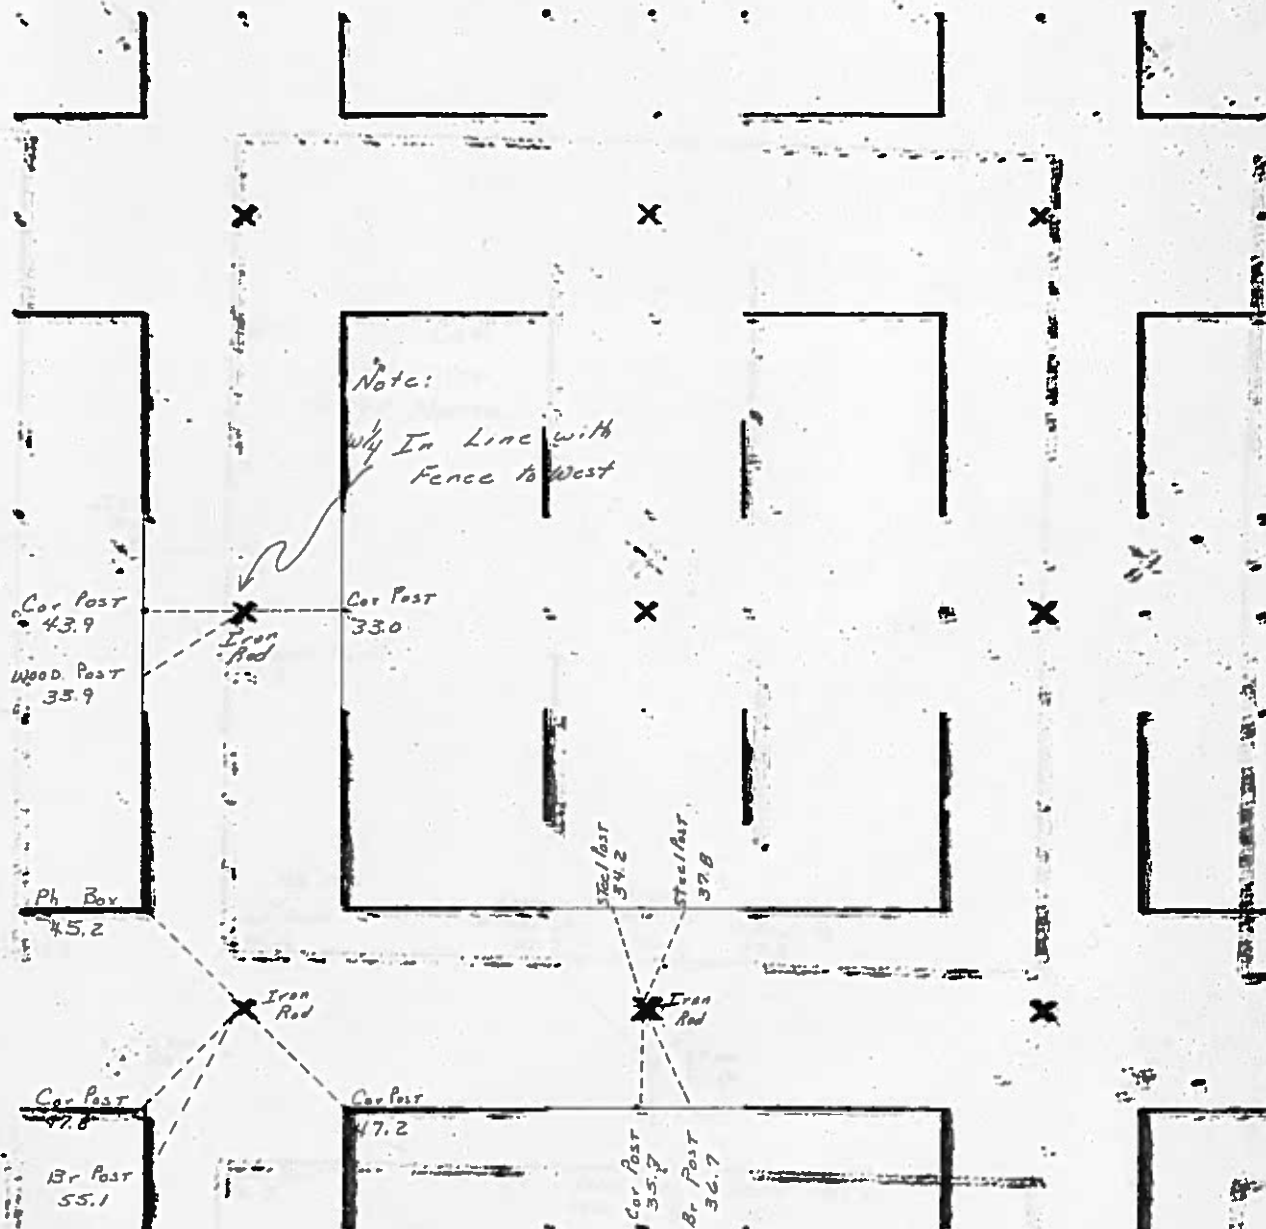 Note:
W¼ In Line with
Fence to West
Cor Post
43.9
Wood Post
33.9
Iron
Rod
Cor Post
33.0
Steel Post
34.2
Steel Post
37.8
Ph. Box
45.2
Iron
Rod
Iron
Rod
Cor Post
47.8
Cor Post
47.2
Br Post
55.1
Cor Post
35.7
Br Post
36.7